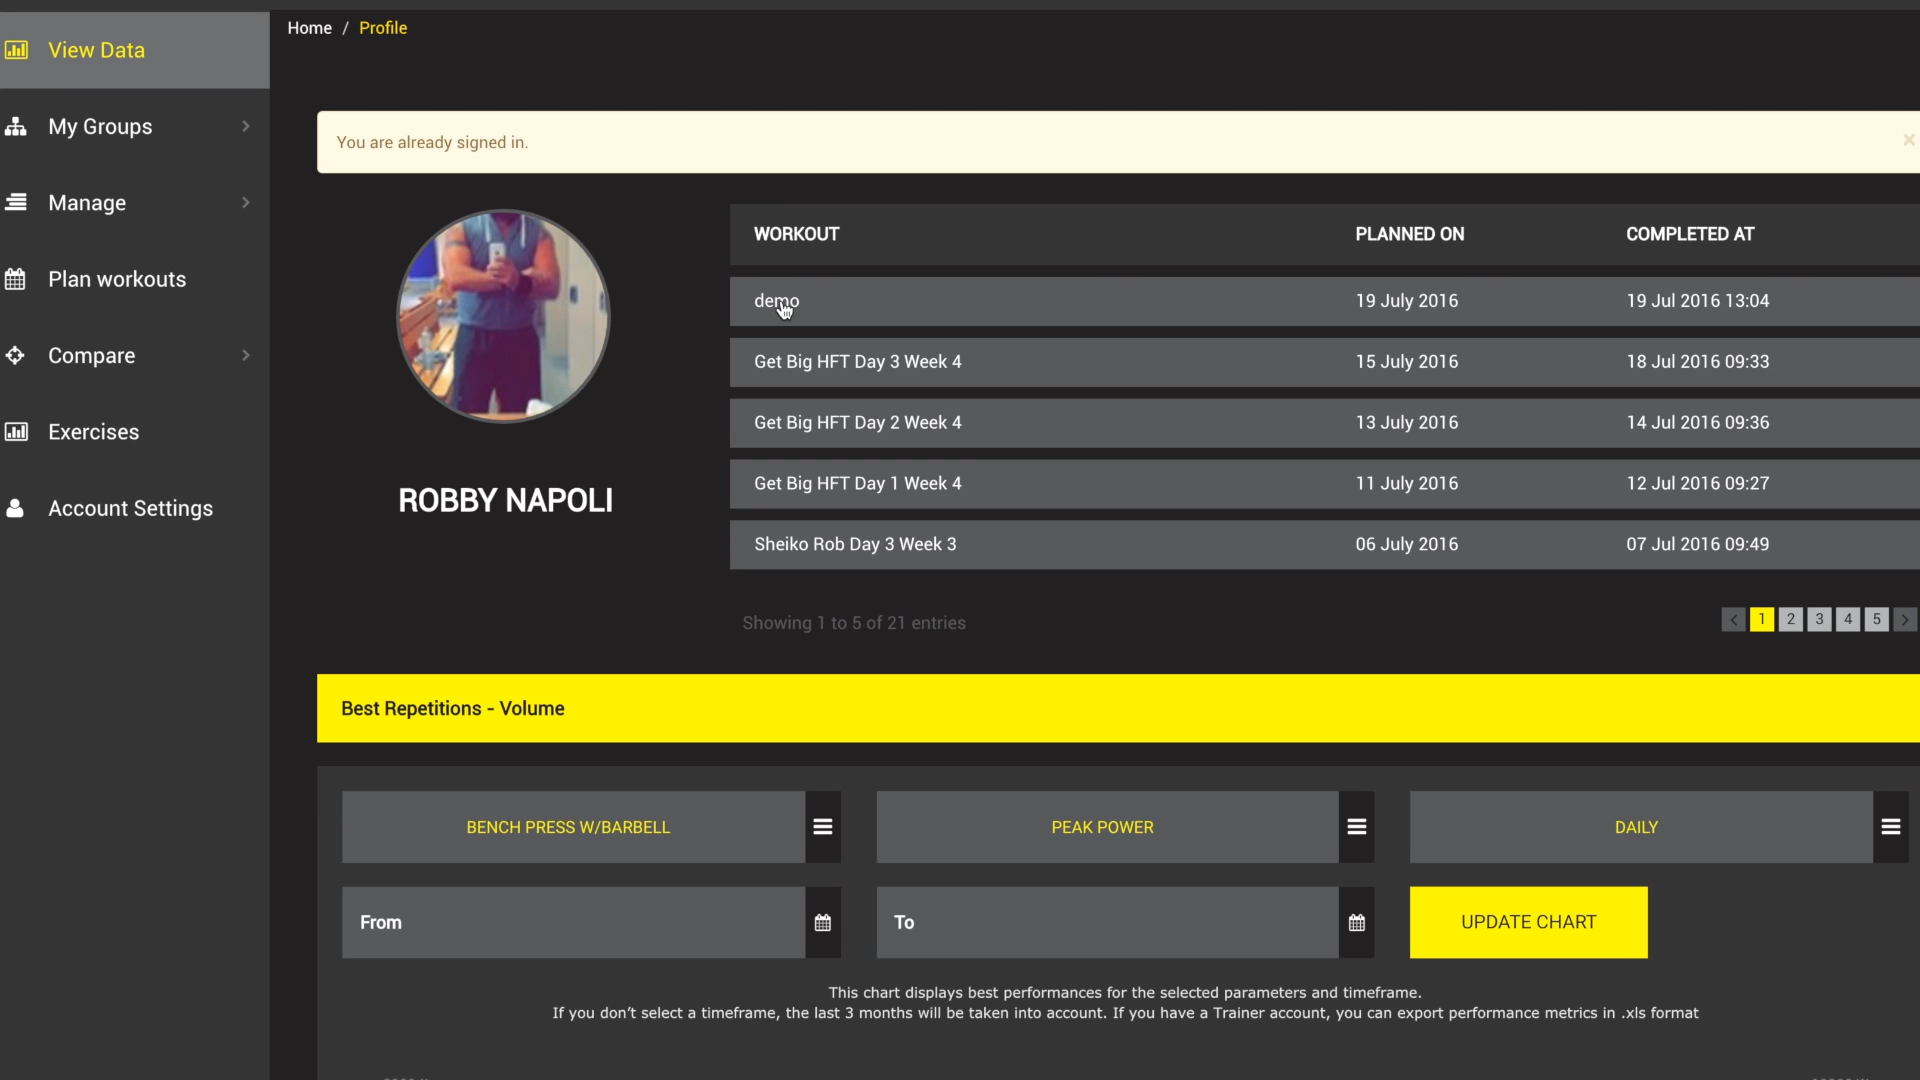 Home / Profile
View Data
My Groups
Manage
Plan workouts
Compare
Exercises
Account Settings
You are already signed in.
×
ROBBY NAPOLI
WORKOUT PLANNED ON COMPLETED AT
demo 19 July 2016 19 Jul 2016 13:04
Get Big HFT Day 3 Week 4 15 July 2016 18 Jul 2016 09:33
Get Big HFT Day 2 Week 4 13 July 2016 14 Jul 2016 09:36
Get Big HFT Day 1 Week 4 11 July 2016 12 Jul 2016 09:27
Sheiko Rob Day 3 Week 3 06 July 2016 07 Jul 2016 09:49
Showing 1 to 5 of 21 entries
< 1 2 3 4 5 >
Best Repetitions - Volume
BENCH PRESS W/BARBELL PEAK POWER DAILY
From To UPDATE CHART
This chart displays best performances for the selected parameters and timeframe.
If you don't select a timeframe, the last 3 months will be taken into account. If you have a Trainer account, you can export performance metrics in .xls format